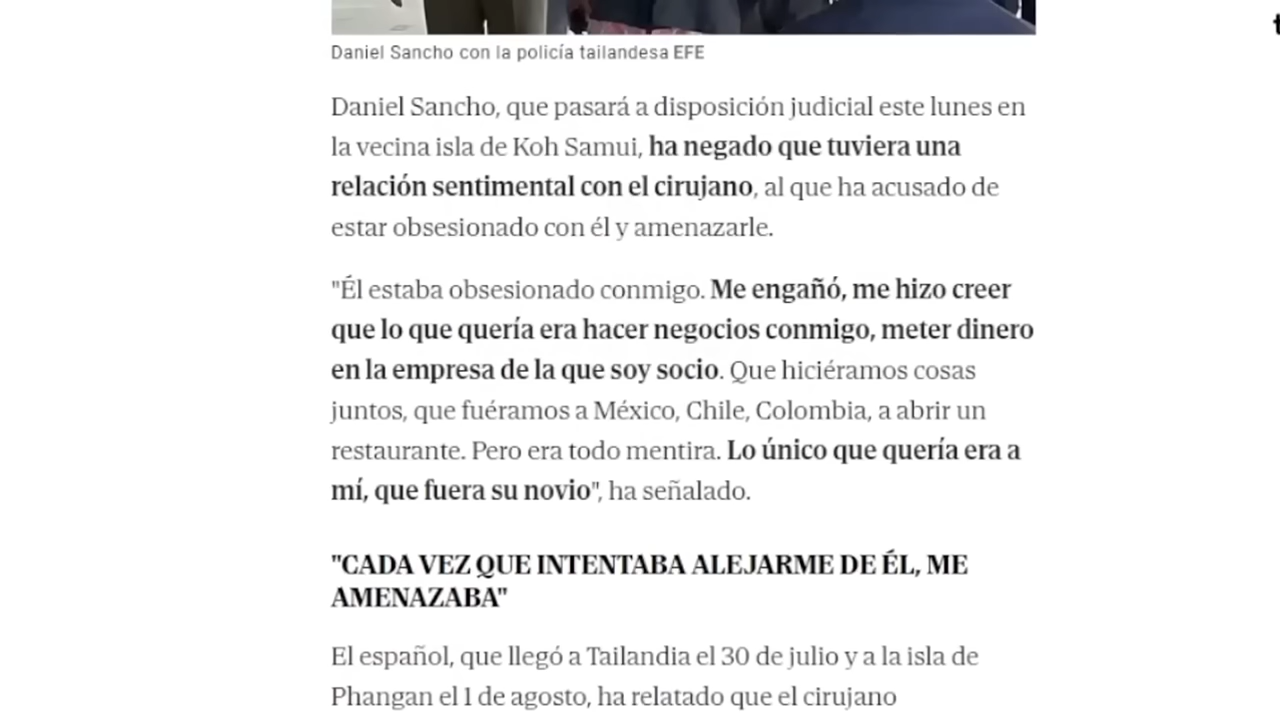 Daniel Sancho con la policía tailandesa EFE
Daniel Sancho, que pasará a disposición judicial este lunes en
la vecina isla de Koh Samui, ha negado que tuviera una
relación sentimental con el cirujano, al que ha acusado de
estar obsesionado con él y amenazarle.
"Él estaba obsesionado conmigo. Me engañó, me hizo creer
que lo que quería era hacer negocios conmigo, meter dinero
en la empresa de la que soy socio. Que hiciéramos cosas
juntos, que fuéramos a México, Chile, Colombia, a abrir un
restaurante. Pero era todo mentira. Lo único que quería era a
mí, que fuera su novio", ha señalado.
"CADA VEZ QUE INTENTABA ALEJARME DE ÉL, ME
AMENAZABA"
El español, que llegó a Tailandia el 30 de julio y a la isla de
Phangan el 1 de agosto, ha relatado que el cirujano